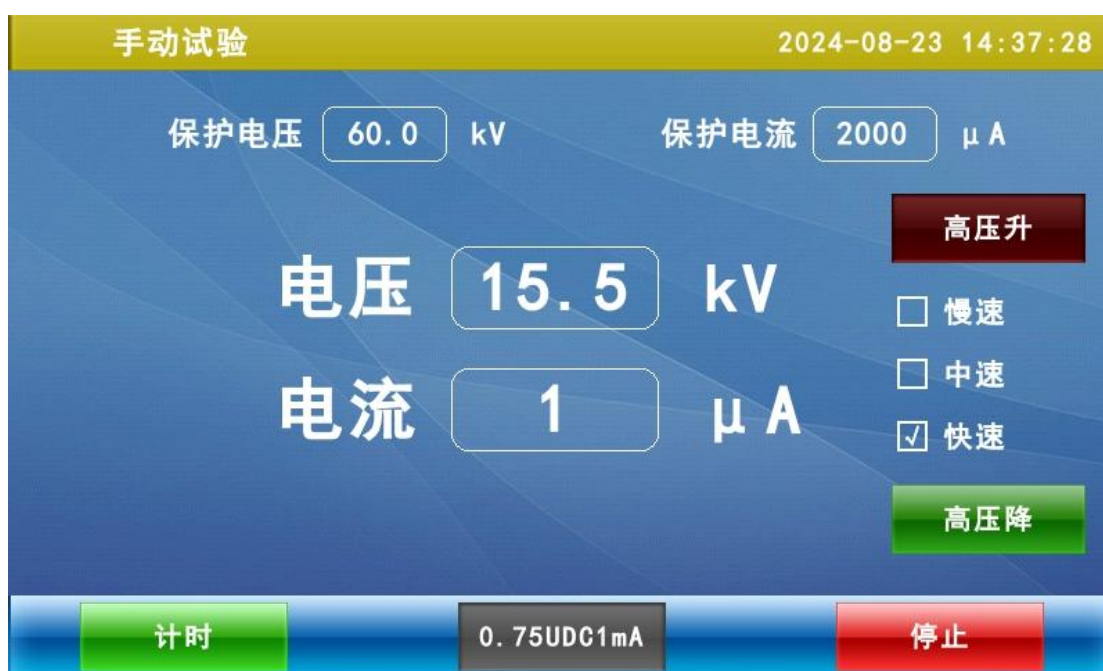 手动试验 2024-08-23 14:37:28
保护电压 60.0 kV 保护电流 2000 μA
高压升
电压 15.5 kV
慢速
中速
电流 1 μA
√ 快速
高压降
计时 0.75UDC1mA 停止